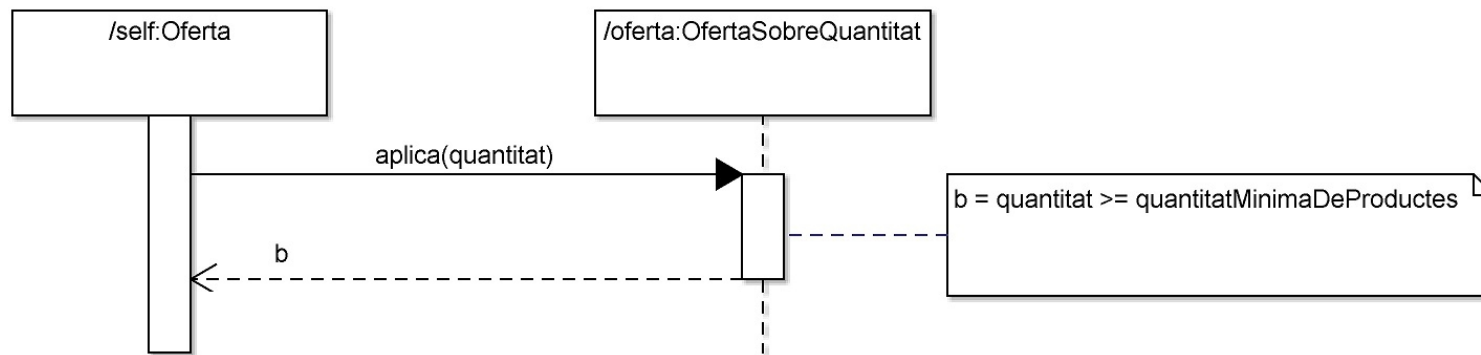 /self:Oferta
/oferta:OfertaSobreQuantitat
aplica(quantitat)
b = quantitat >= quantitatMinimaDeProductes
b